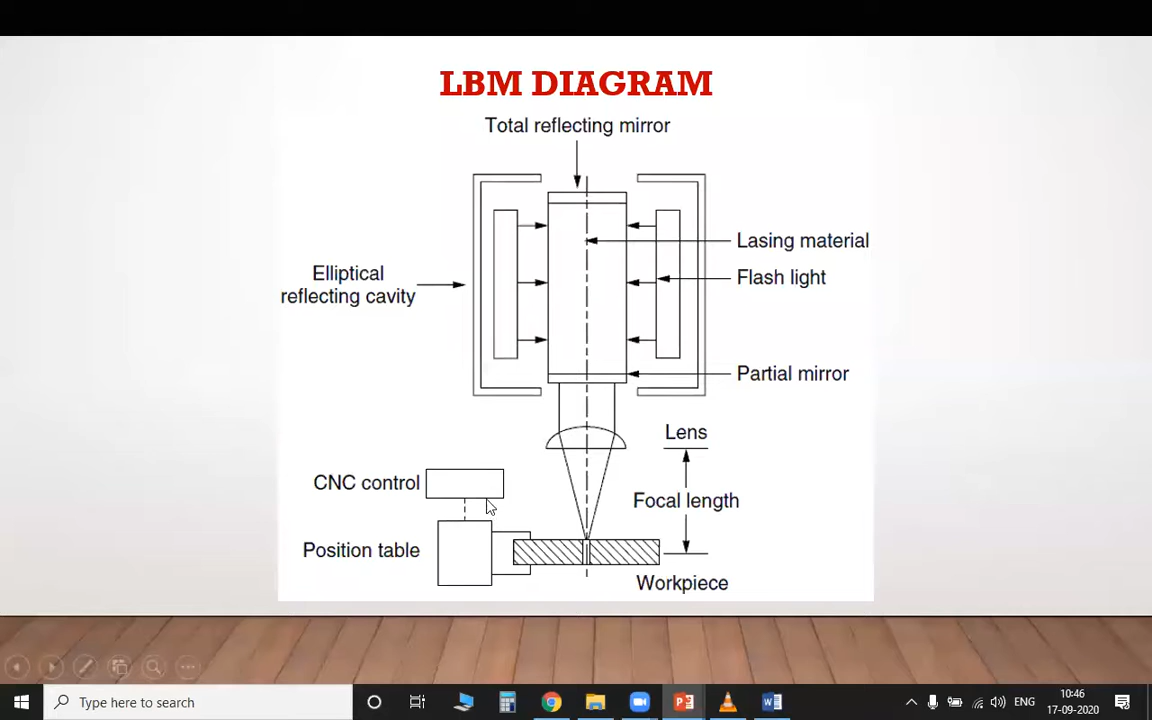 LBM DIAGRAM
Total reflecting mirror
Lasing material
Elliptical
reflecting cavity
Flash light
Partial mirror
Lens
CNC control
Focal length
Position table
Workpiece
Type here to search
ENG
10:46
17-09-2020